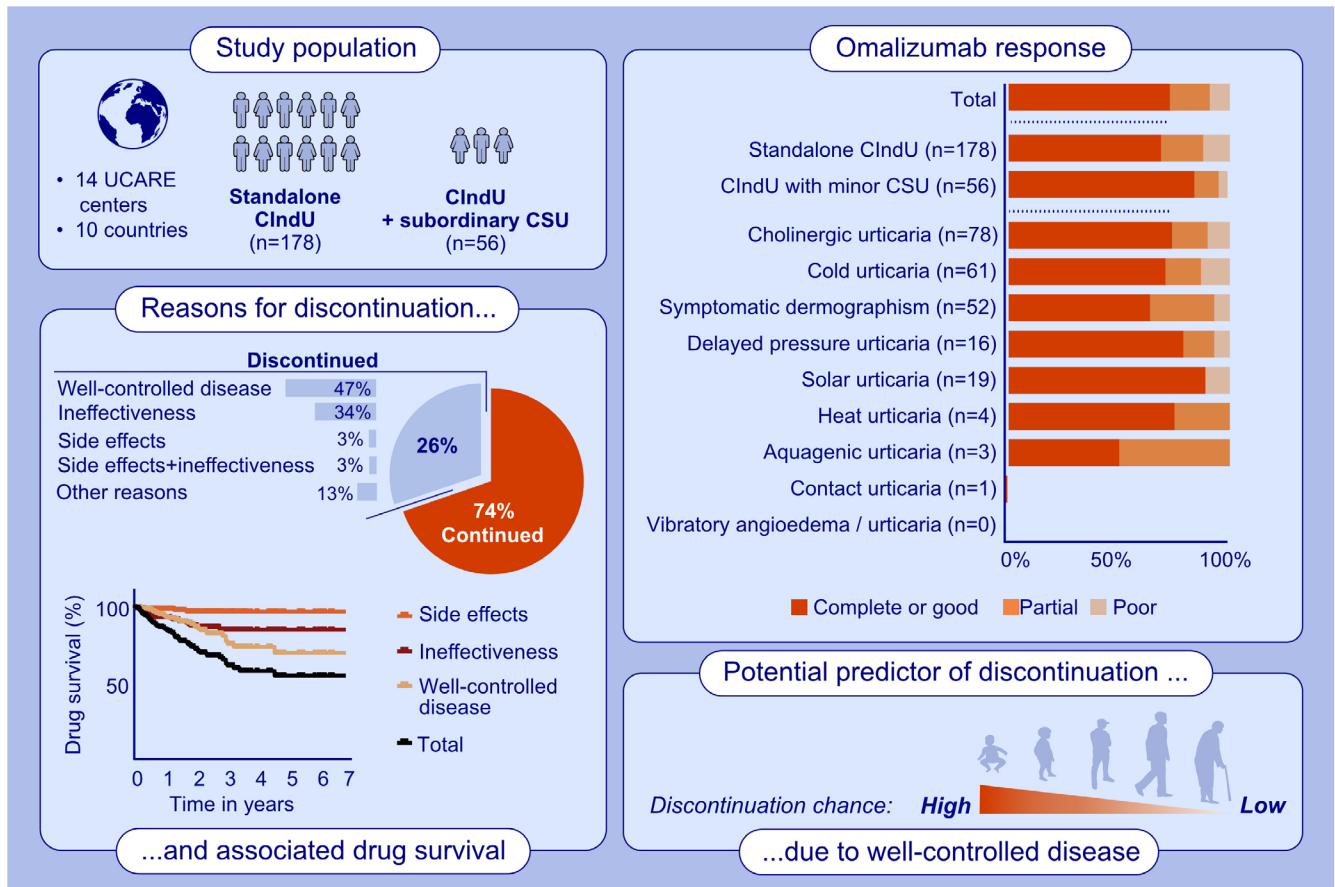 Study population
• 14 UCARE
centers
• 10 countries
Standalone
CIndU
(n=178)
CIndU
+ subordinary CSU
(n=56)
Reasons for discontinuation...
Discontinued
Well-controlled disease 47%
Ineffectiveness 34%
Side effects 3%
Side effects+ineffectiveness 3%
Other reasons 13%
26%
74%
Continued
Drug survival (%)
100
50
0 1 2 3 4 5 6 7
Time in years
Side effects
Ineffectiveness
Well-controlled
disease
Total
...and associated drug survival
Omalizumab response
Total
Standalone CIndU (n=178)
CIndU with minor CSU (n=56)
Cholinergic urticaria (n=78)
Cold urticaria (n=61)
Symptomatic dermographism (n=52)
Delayed pressure urticaria (n=16)
Solar urticaria (n=19)
Heat urticaria (n=4)
Aquagenic urticaria (n=3)
Contact urticaria (n=1)
Vibratory angioedema / urticaria (n=0)
0% 50% 100%
Complete or good Partial Poor
Potential predictor of discontinuation ...
Discontinuation chance: High Low
...due to well-controlled disease